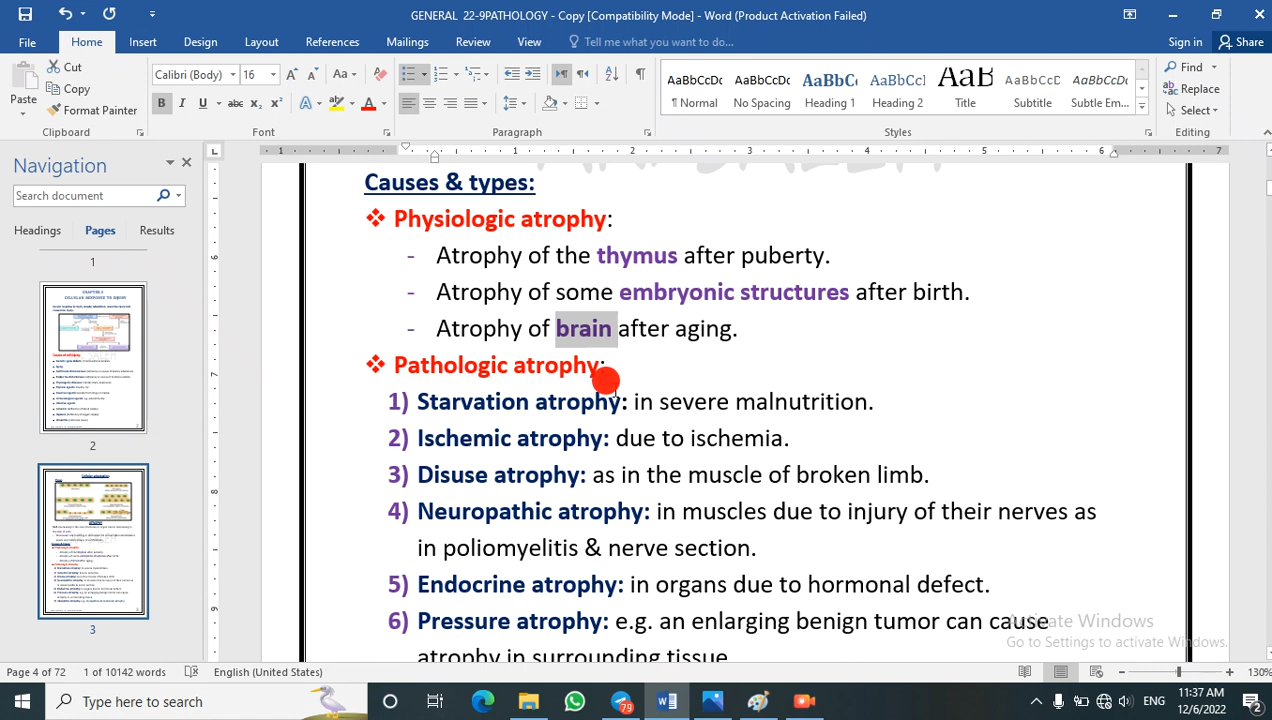 GENERAL 22-9PATHOLOGY - Copy [Compatibility Mode] - Word (Product Activation Failed)
File Home Insert Design Layout References Mailings Review View Tell me what you want to do... Sign in Share
Paste Cut Copy Format Painter
Calibri (Body) 16
AaBbCcDc AaBbCcDc AaBbC AaBbCcD AaB AaBbCcD AaBbCcD
¶ Normal No Spacing Heading 1 Heading 2 Title Subtitle Subtle Em...
Find Replace Select
Clipboard Font Paragraph Styles Editing
Navigation
Search document
Headings Pages Results
1
2
3
Causes & types:
❖ Physiologic atrophy:
- Atrophy of the thymus after puberty.
- Atrophy of some embryonic structures after birth.
- Atrophy of brain after aging.
❖ Pathologic atrophy:
1) Starvation atrophy: in severe malnutrition.
2) Ischemic atrophy: due to ischemia.
3) Disuse atrophy: as in the muscle of broken limb.
4) Neuropathic atrophy: in muscles due to injury of their nerves as
in poliomyelitis & nerve section.
5) Endocrine atrophy: in organs due to hormonal defect.
6) Pressure atrophy: e.g. an enlarging benign tumor can cause
atrophy in surrounding tissue
Activate Windows
Go to Settings to activate Windows.
Page 4 of 72 1 of 10142 words English (United States) 130%
Type here to search
79
ENG
11:37 AM
12/6/2022
2